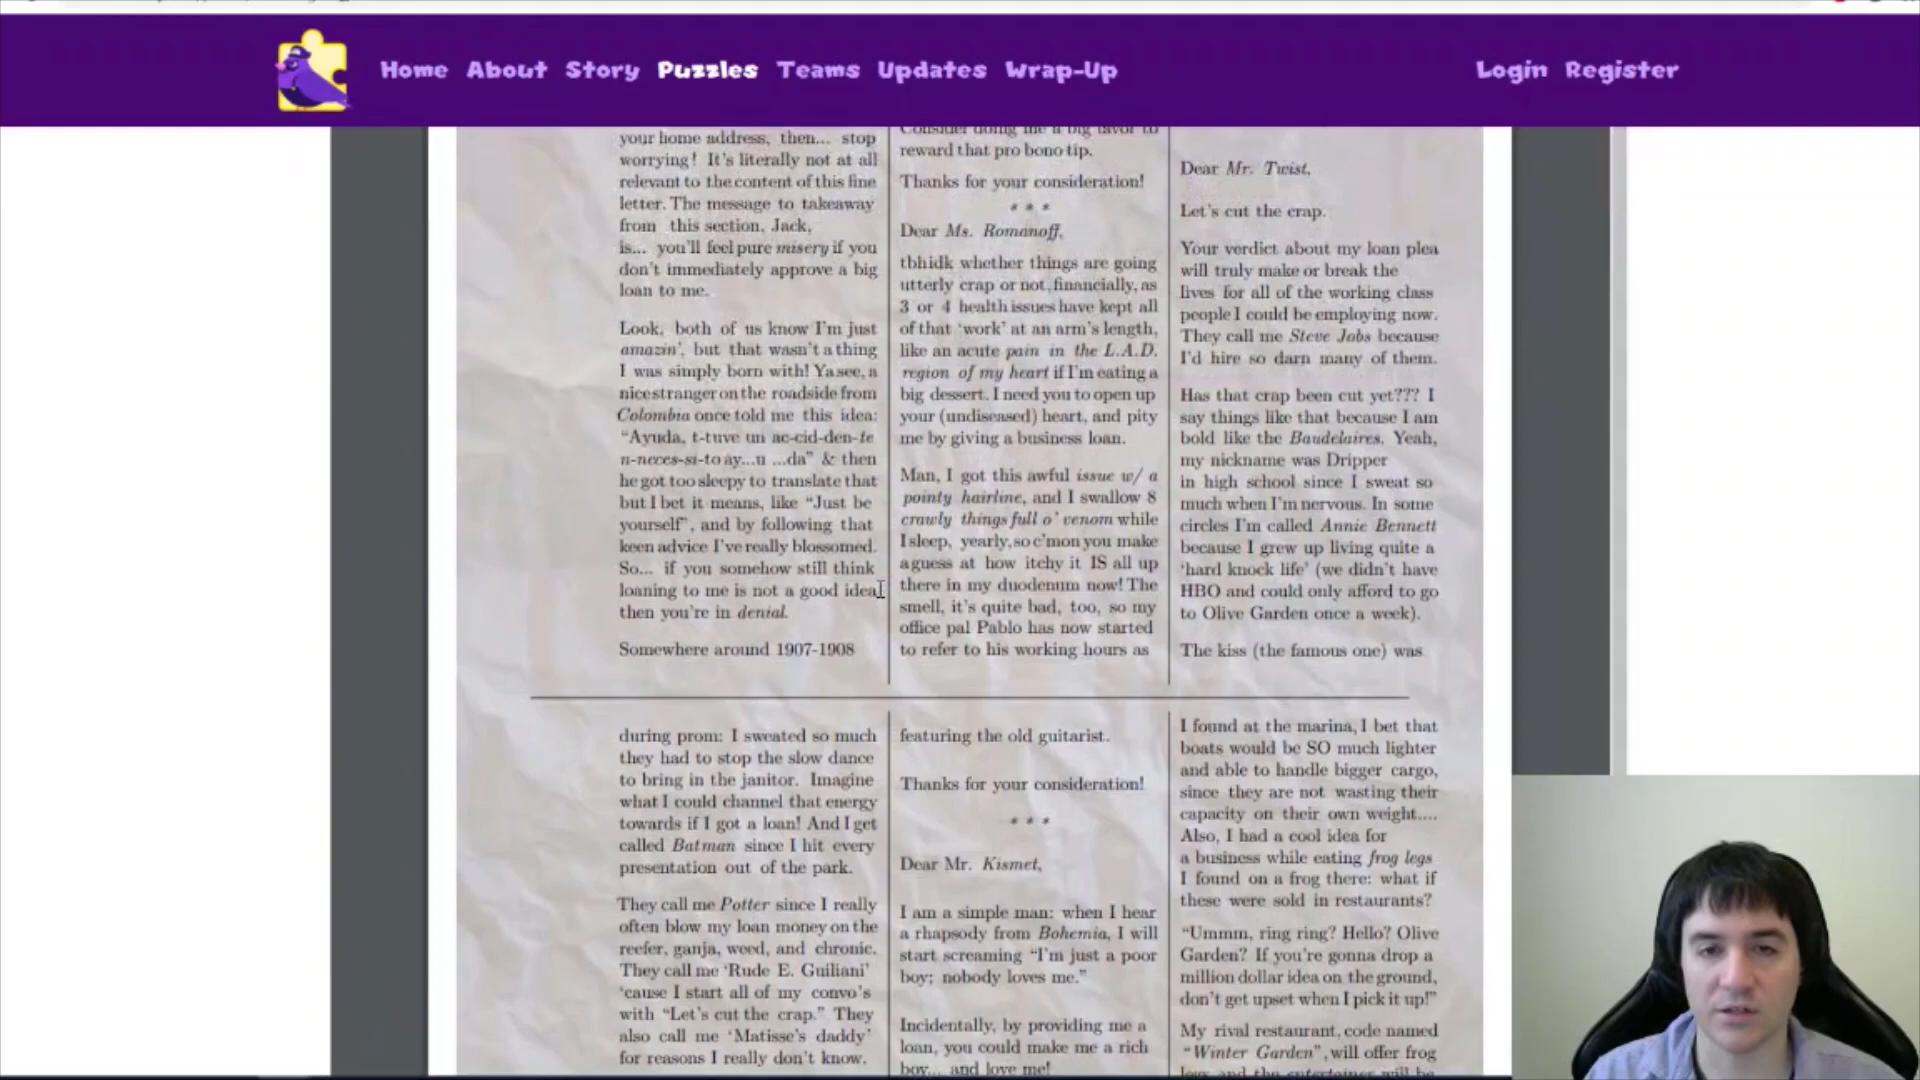 Home About Story Puzzles Teams Updates Wrap-Up Login Register
your home address, then... stop
worrying! It's literally not at all
relevant to the content of this fine
letter. The message to takeaway
from this section, Jack,
is... you'll feel pure misery if you
don't immediately approve a big
loan to me.
Look, both of us know I'm just
amazin', but that wasn't a thing
I was simply born with! Ya see, a
nice stranger on the roadside from
Colombia once told me this idea:
"Ayuda, t-tuve un ac-cid-den-te
n-neces-si-to ay...u ...da" & then
he got too sleepy to translate that
but I bet it means, like "Just be
yourself", and by following that
keen advice I've really blossomed.
So... if you somehow still think
loaning to me is not a good idea
then you're in denial.
Somewhere around 1907-1908
Consider doing me a big favor to
reward that pro bono tip.
Thanks for your consideration!
* * *
Dear Ms. Romanoff,
tbhidk whether things are going
utterly crap or not, financially, as
3 or 4 health issues have kept all
of that 'work' at an arm's length,
like an acute pain in the L.A.D.
region of my heart if I'm eating a
big dessert. I need you to open up
your (undiseased) heart, and pity
me by giving a business loan.
Man, I got this awful issue w/ a
pointy hairline, and I swallow 8
crawly things full o' venom while
I sleep, yearly, so c'mon you make
a guess at how itchy it IS all up
there in my duodenum now! The
smell, it's quite bad, too, so my
office pal Pablo has now started
to refer to his working hours as
Dear Mr. Twist,
Let's cut the crap.
Your verdict about my loan plea
will truly make or break the
lives for all of the working class
people I could be employing now.
They call me Steve Jobs because
I'd hire so darn many of them.
Has that crap been cut yet??? I
say things like that because I am
bold like the Baudelaires. Yeah,
my nickname was Dripper
in high school since I sweat so
much when I'm nervous. In some
circles I'm called Annie Bennett
because I grew up living quite a
'hard knock life' (we didn't have
HBO and could only afford to go
to Olive Garden once a week).
The kiss (the famous one) was
during prom: I sweated so much
they had to stop the slow dance
to bring in the janitor. Imagine
what I could channel that energy
towards if I got a loan! And I get
called Batman since I hit every
presentation out of the park.
They call me Potter since I really
often blow my loan money on the
reefer, ganja, weed, and chronic.
They call me 'Rude E. Guiliani'
'cause I start all of my convo's
with "Let's cut the crap." They
also call me 'Matisse's daddy'
for reasons I really don't know.
featuring the old guitarist.
Thanks for your consideration!
* * *
Dear Mr. Kismet,
I am a simple man: when I hear
a rhapsody from Bohemia, I will
start screaming "I'm just a poor
boy; nobody loves me."
Incidentally, by providing me a
loan, you could make me a rich
boy... and love me!
I found at the marina, I bet that
boats would be SO much lighter
and able to handle bigger cargo,
since they are not wasting their
capacity on their own weight....
Also, I had a cool idea for
a business while eating frog legs
I found on a frog there: what if
these were sold in restaurants?
"Ummm, ring ring? Hello? Olive
Garden? If you're gonna drop a
million dollar idea on the ground,
don't get upset when I pick it up!"
My rival restaurant, code named
"Winter Garden", will offer frog
legs and the entertainer will be